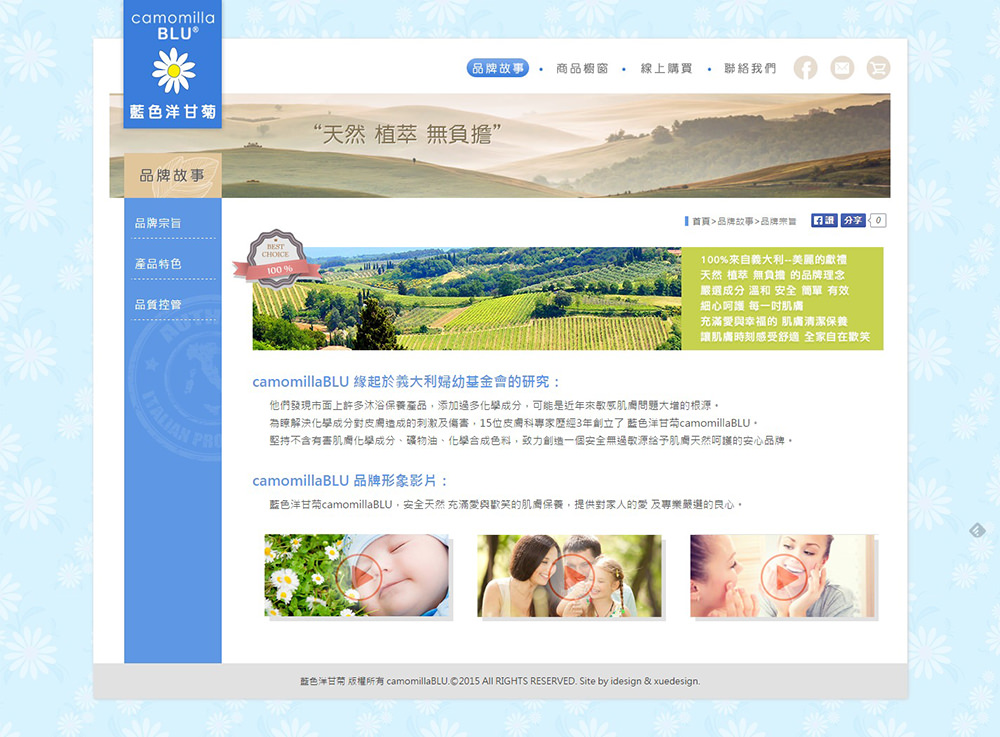 camomilla
BLU®
藍色洋甘菊
品牌故事
商品櫥窗
線上購買
聯絡我們
“天然 植萃 無負擔”
品牌故事
品牌宗旨
產品特色
品質控管
首頁>品牌故事>品牌宗旨
讚
分享
0
BEST
CHOICE
100 %
100%來自義大利─美麗的獻禮
天然 植萃 無負擔 的品牌理念
嚴選成分 溫和 安全 簡單 有效
細心呵護 每一吋肌膚
充滿愛與幸福的 肌膚清潔保養
讓肌膚時刻感受舒適 全家自在歡笑
camomillaBLU 緣起於義大利婦幼基金會的研究：
他們發現市面上許多沐浴保養產品，添加過多化學成分，可能是近年來敏感肌膚問題大增的根源。
為瞭解決化學成分對皮膚造成的刺激及傷害，15位皮膚科專家歷經3年創立了 藍色洋甘菊camomillaBLU。
堅持不含有害肌膚化學成分、礦物油、化學合成色料，致力創造一個安全無過敏源給予肌膚天然呵護的安心品牌。
camomillaBLU 品牌形象影片：
藍色洋甘菊camomillaBLU，安全天然 充滿愛與歡笑的肌膚保養，提供對家人的愛 及專業嚴選的良心。
ITALIAN PRO
藍色洋甘菊 版權所有 camomillaBLU.©2015 All RIGHTS RESERVED. Site by idesign & xuedesign.